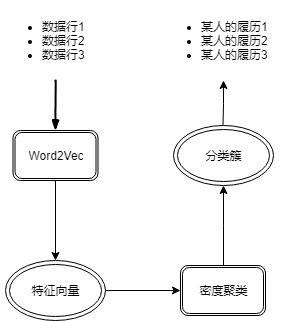 数据行1
数据行2
数据行3
某人的履历1
某人的履历2
某人的履历3
Word2Vec
分类簇
特征向量
密度聚类